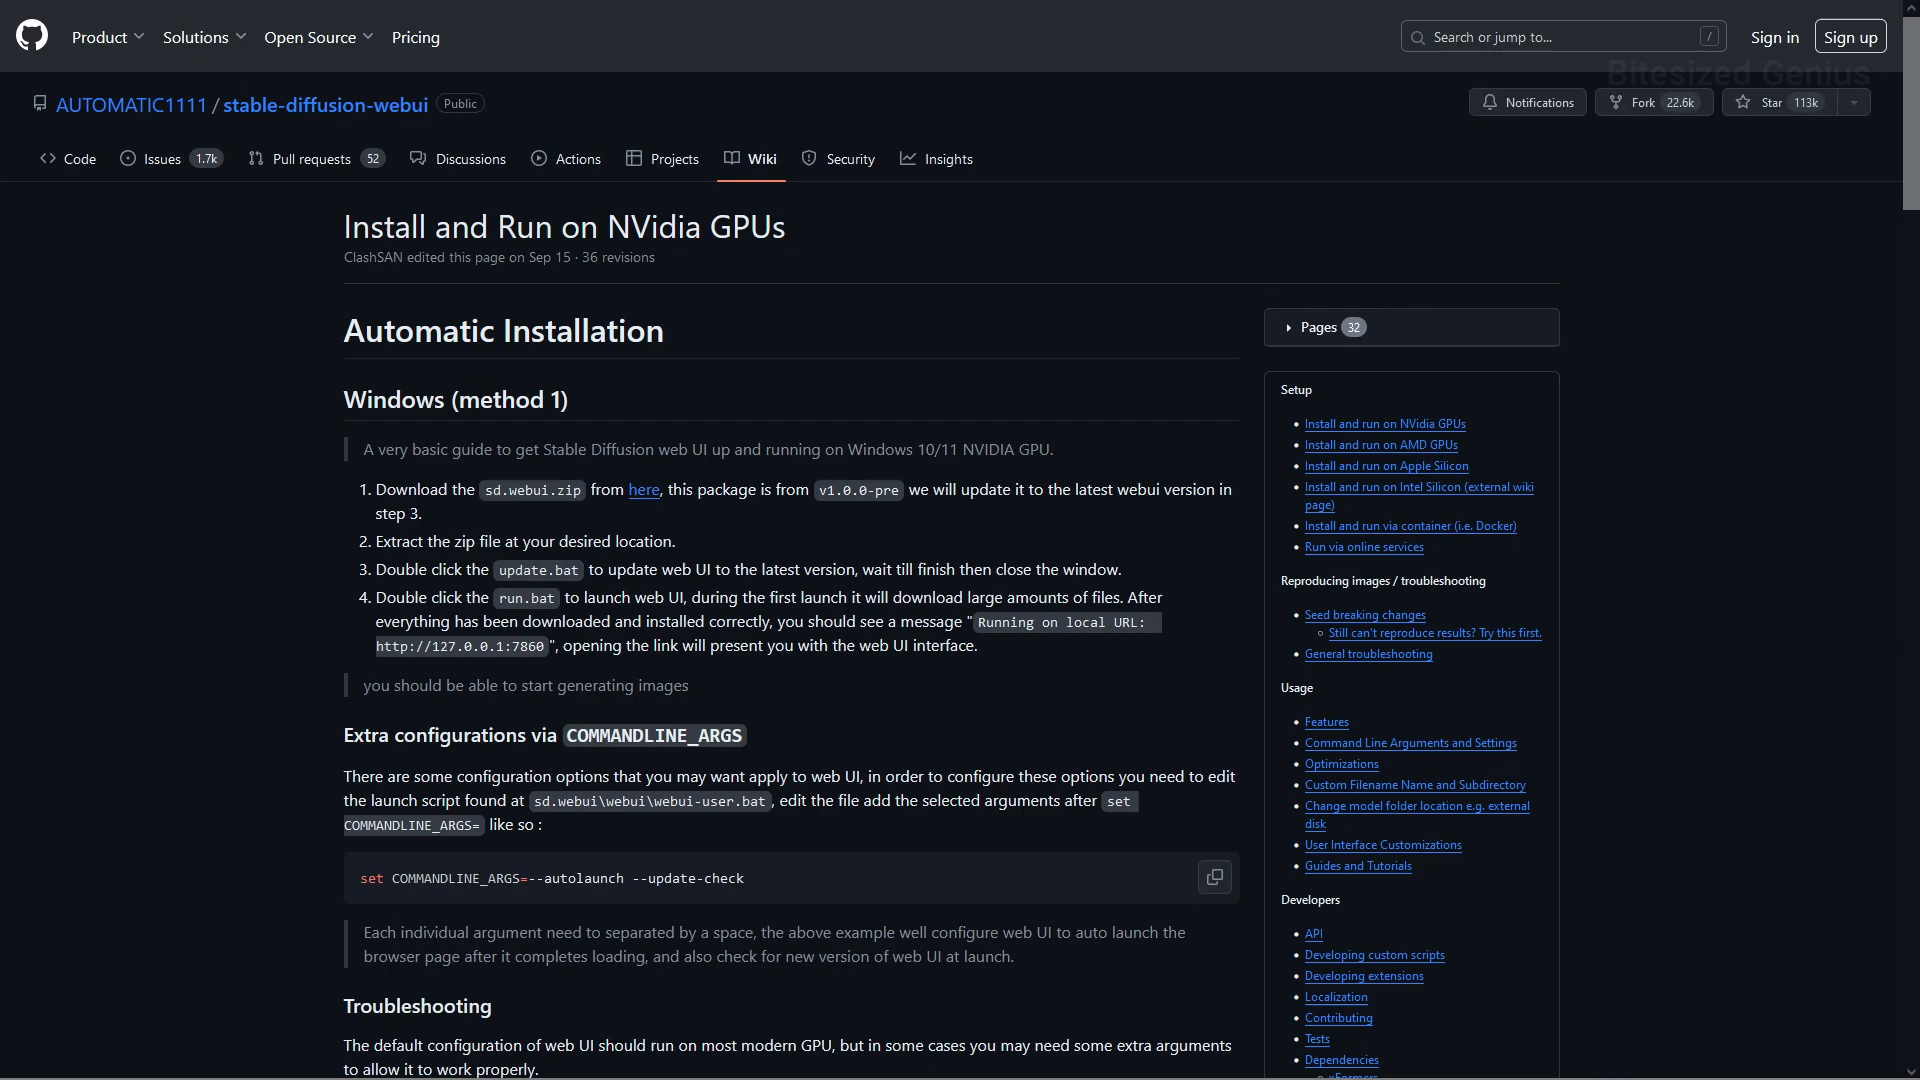 Product
Solutions
Open Source
Pricing
Search or jump to...
/
Sign in
Sign up
Bitesized Genius
AUTOMATIC1111 / stable-diffusion-webui
Public
Notifications
Fork 22.6k
Star 113k
Code
Issues 1.7k
Pull requests 52
Discussions
Actions
Projects
Wiki
Security
Insights
Install and Run on NVidia GPUs
ClashSAN edited this page on Sep 15 · 36 revisions
Automatic Installation
Windows (method 1)
A very basic guide to get Stable Diffusion web UI up and running on Windows 10/11 NVIDIA GPU.
1. Download the sd.webui.zip from here, this package is from v1.0.0-pre we will update it to the latest webui version in
step 3.
2. Extract the zip file at your desired location.
3. Double click the update.bat to update web UI to the latest version, wait till finish then close the window.
4. Double click the run.bat to launch web UI, during the first launch it will download large amounts of files. After
everything has been downloaded and installed correctly, you should see a message "Running on local URL:
http://127.0.0.1:7860", opening the link will present you with the web UI interface.
you should be able to start generating images
Extra configurations via COMMANDLINE_ARGS
There are some configuration options that you may want apply to web UI, in order to configure these options you need to edit
the launch script found at sd.webui\webui\webui-user.bat, edit the file add the selected arguments after set
COMMANDLINE_ARGS= like so :
set COMMANDLINE_ARGS=--autolaunch --update-check
Each individual argument need to separated by a space, the above example well configure web UI to auto launch the
browser page after it completes loading, and also check for new version of web UI at launch.
Troubleshooting
The default configuration of web UI should run on most modern GPU, but in some cases you may need some extra arguments
to allow it to work properly.
Pages 32
Setup
Install and run on NVidia GPUs
Install and run on AMD GPUs
Install and run on Apple Silicon
Install and run on Intel Silicon (external wiki
page)
Install and run via container (i.e. Docker)
Run via online services
Reproducing images / troubleshooting
Seed breaking changes
Still can't reproduce results? Try this first.
General troubleshooting
Usage
Features
Command Line Arguments and Settings
Optimizations
Custom Filename Name and Subdirectory
Change model folder location e.g. external
disk
User Interface Customizations
Guides and Tutorials
Developers
API
Developing custom scripts
Developing extensions
Localization
Contributing
Tests
Dependencies